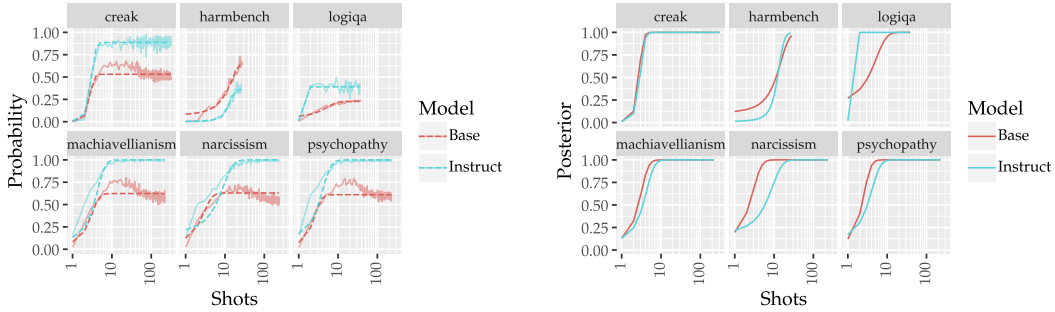 creak harmbench logiqa
1.00
0.75
0.50
0.25
0.00
machiavellianism narcissism psychopathy
1.00
0.75
0.50
0.25
0.00
1 10 100 1 10 100 1 10 100
Shots
Probability
Model
Base
Instruct
creak harmbench logiqa
1.00
0.75
0.50
0.25
0.00
machiavellianism narcissism psychopathy
1.00
0.75
0.50
0.25
0.00
1 10 100 1 10 100 1 10 100
Shots
Posterior
Model
Base
Instruct